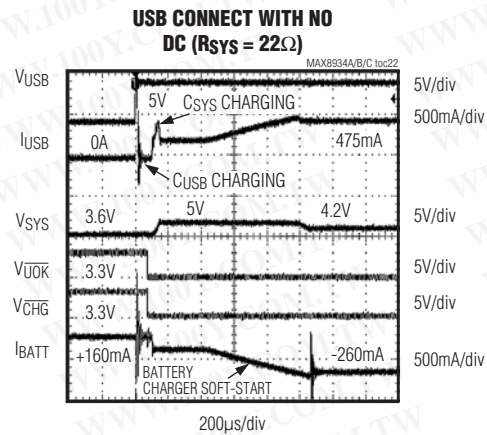 USB CONNECT WITH NO
DC (RSYS = 22Ω)
MAX8934A/B/C toc22
VUSB
5V/div
5V
CSYS CHARGING
500mA/div
IUSB
0A
475mA
CUSB CHARGING
VSYS
3.6V
5V
4.2V
5V/div
VUOK
3.3V
5V/div
VCHG
3.3V
5V/div
IBATT
+160mA
-260mA
500mA/div
BATTERY
CHARGER SOFT-START
200µs/div